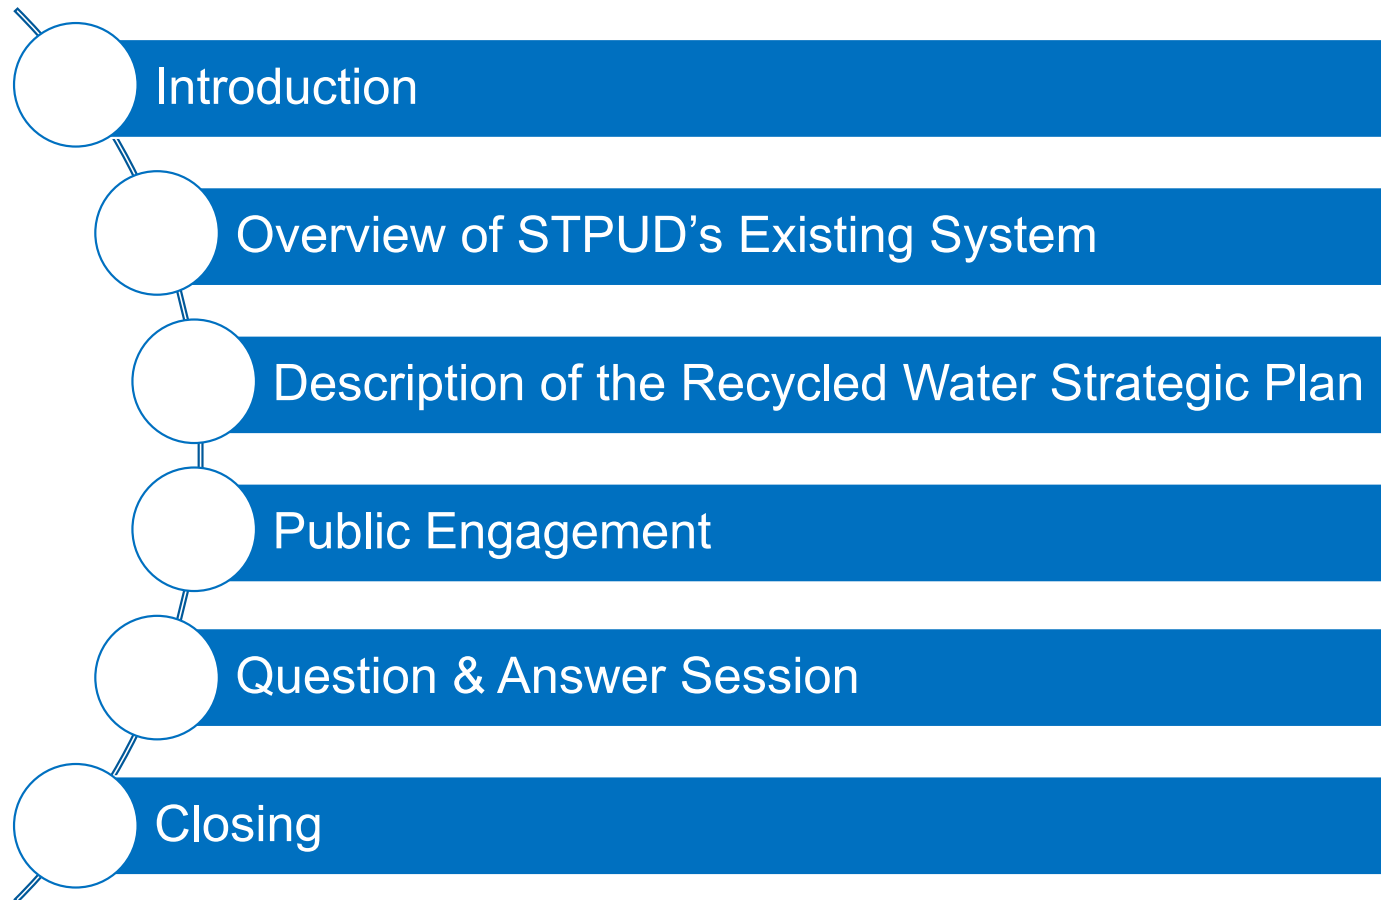 Introduction
Overview of STPUD’s Existing System
Description of the Recycled Water Strategic Plan
Public Engagement
Question & Answer Session
Closing